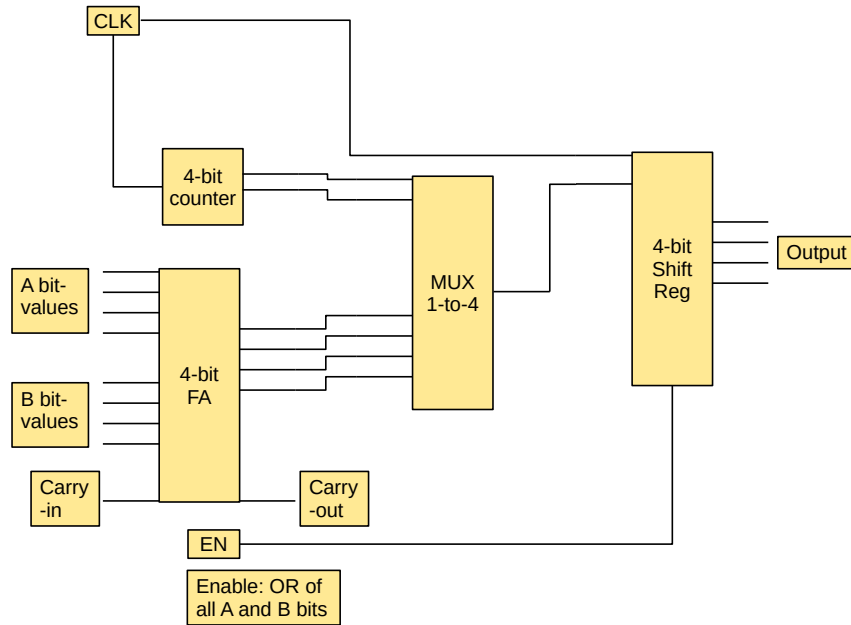 CLK
4-bit
counter
A bit-
values
B bit-
values
4-bit
FA
MUX
1-to-4
4-bit
Shift
Reg
Output
Carry
-in
Carry
-out
EN
Enable: OR of
all A and B bits